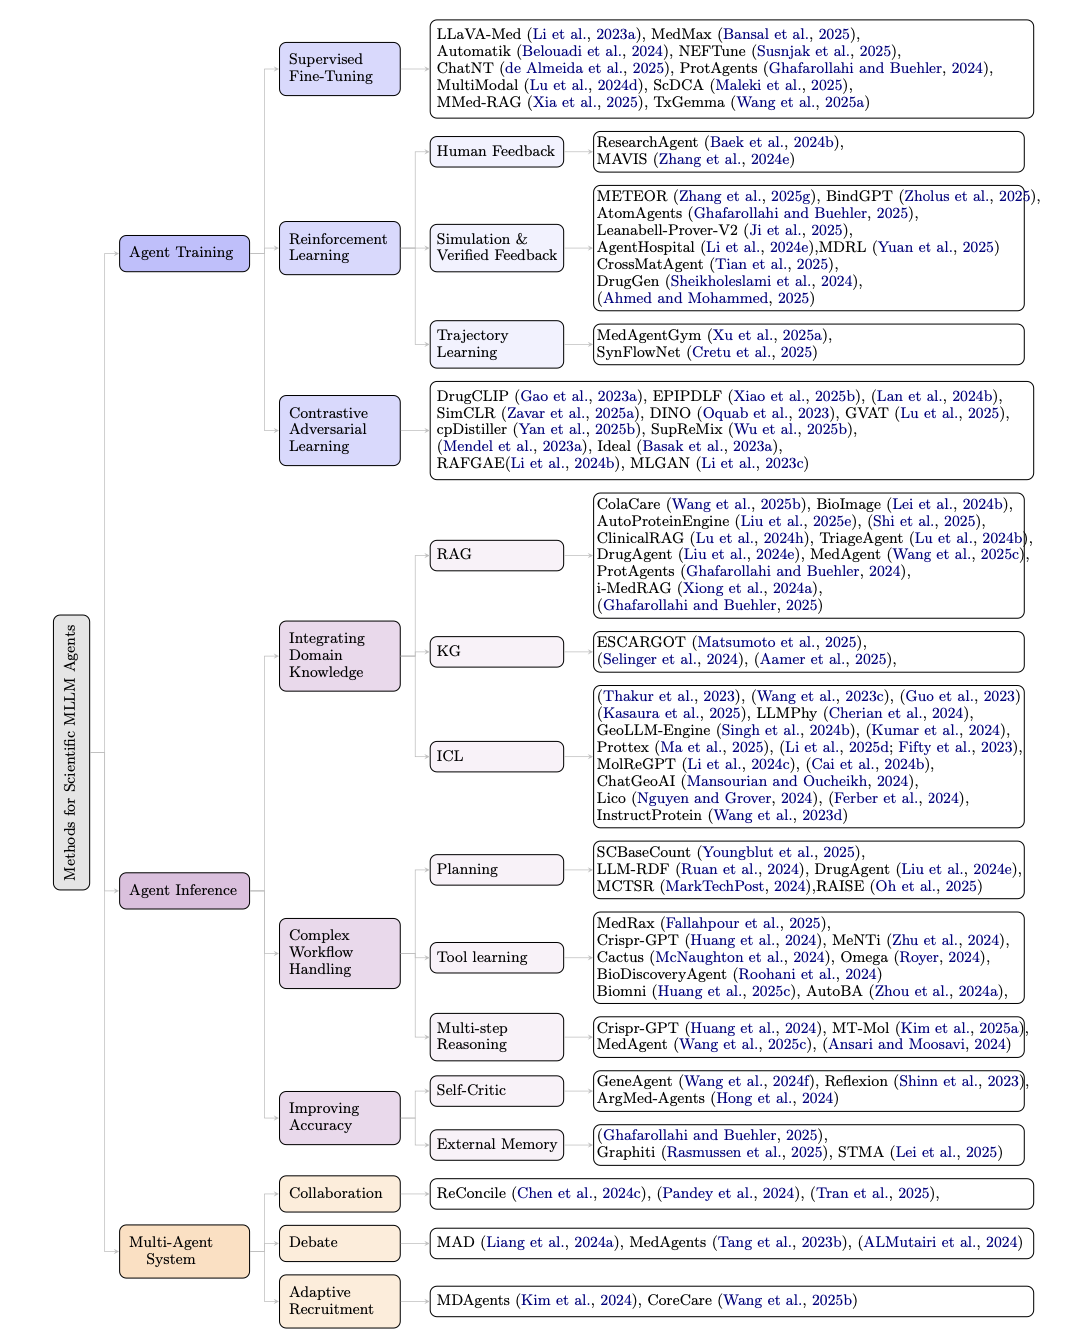 Methods for Scientific MLLM Agents
Agent Training
Supervised
Fine-Tuning
LLaVA-Med (Li et al., 2023a), MedMax (Bansal et al., 2025),
Automatik (Belouadi et al., 2024), NEFTune (Susnjak et al., 2025),
ChatNT (de Almeida et al., 2025), ProtAgents (Ghafarollahi and Buehler, 2024),
MultiModal (Lu et al., 2024d), ScDCA (Maleki et al., 2025),
MMed-RAG (Xia et al., 2025), TxGemma (Wang et al., 2025a)
Reinforcement
Learning
Human Feedback
ResearchAgent (Baek et al., 2024b),
MAVIS (Zhang et al., 2024e)
Simulation &
Verified Feedback
METEOR (Zhang et al., 2025g), BindGPT (Zholus et al., 2025),
AtomAgents (Ghafarollahi and Buehler, 2025),
Leanabell-Prover-V2 (Ji et al., 2025),
AgentHospital (Li et al., 2024e),MDRL (Yuan et al., 2025)
CrossMatAgent (Tian et al., 2025),
DrugGen (Sheikholeslami et al., 2024),
(Ahmed and Mohammed, 2025)
Trajectory
Learning
MedAgentGym (Xu et al., 2025a),
SynFlowNet (Cretu et al., 2025)
Contrastive
Adversarial
Learning
DrugCLIP (Gao et al., 2023a), EPIPDLF (Xiao et al., 2025b), (Lan et al., 2024b),
SimCLR (Zavar et al., 2025a), DINO (Oquab et al., 2023), GVAT (Lu et al., 2025),
cpDistiller (Yan et al., 2025b), SupReMix (Wu et al., 2025b),
(Mendel et al., 2023a), Ideal (Basak et al., 2023a),
RAFGAE(Li et al., 2024b), MLGAN (Li et al., 2023c)
Agent Inference
Integrating
Domain
Knowledge
RAG
ColaCare (Wang et al., 2025b), BioImage (Lei et al., 2024b),
AutoProteinEngine (Liu et al., 2025e), (Shi et al., 2025),
ClinicalRAG (Lu et al., 2024h), TriageAgent (Lu et al., 2024b),
DrugAgent (Liu et al., 2024e), MedAgent (Wang et al., 2025c),
ProtAgents (Ghafarollahi and Buehler, 2024),
i-MedRAG (Xiong et al., 2024a),
(Ghafarollahi and Buehler, 2025)
KG
ESCARGOT (Matsumoto et al., 2025),
(Selinger et al., 2024), (Aamer et al., 2025),
ICL
(Thakur et al., 2023), (Wang et al., 2023c), (Guo et al., 2023)
(Kasaura et al., 2025), LLMPhy (Cherian et al., 2024),
GeoLLM-Engine (Singh et al., 2024b), (Kumar et al., 2024),
Prottex (Ma et al., 2025), (Li et al., 2025d; Fifty et al., 2023),
MolReGPT (Li et al., 2024c), (Cai et al., 2024b),
ChatGeoAI (Mansourian and Oucheikh, 2024),
Lico (Nguyen and Grover, 2024), (Ferber et al., 2024),
InstructProtein (Wang et al., 2023d)
Complex
Workflow
Handling
Planning
SCBaseCount (Youngblut et al., 2025),
LLM-RDF (Ruan et al., 2024), DrugAgent (Liu et al., 2024e),
MCTSR (MarkTechPost, 2024),RAISE (Oh et al., 2025)
Tool learning
MedRax (Fallahpour et al., 2025),
Crispr-GPT (Huang et al., 2024), MeNTi (Zhu et al., 2024),
Cactus (McNaughton et al., 2024), Omega (Royer, 2024),
BioDiscoveryAgent (Roohani et al., 2024)
Biomni (Huang et al., 2025c), AutoBA (Zhou et al., 2024a),
Multi-step
Reasoning
Crispr-GPT (Huang et al., 2024), MT-Mol (Kim et al., 2025a),
MedAgent (Wang et al., 2025c), (Ansari and Moosavi, 2024)
Improving
Accuracy
Self-Critic
GeneAgent (Wang et al., 2024f), Reflexion (Shinn et al., 2023),
ArgMed-Agents (Hong et al., 2024)
External Memory
(Ghafarollahi and Buehler, 2025),
Graphiti (Rasmussen et al., 2025), STMA (Lei et al., 2025)
Multi-Agent
System
Collaboration
ReConcile (Chen et al., 2024c), (Pandey et al., 2024), (Tran et al., 2025),
Debate
MAD (Liang et al., 2024a), MedAgents (Tang et al., 2023b), (ALMutairi et al., 2024)
Adaptive
Recruitment
MDAgents (Kim et al., 2024), CoreCare (Wang et al., 2025b)